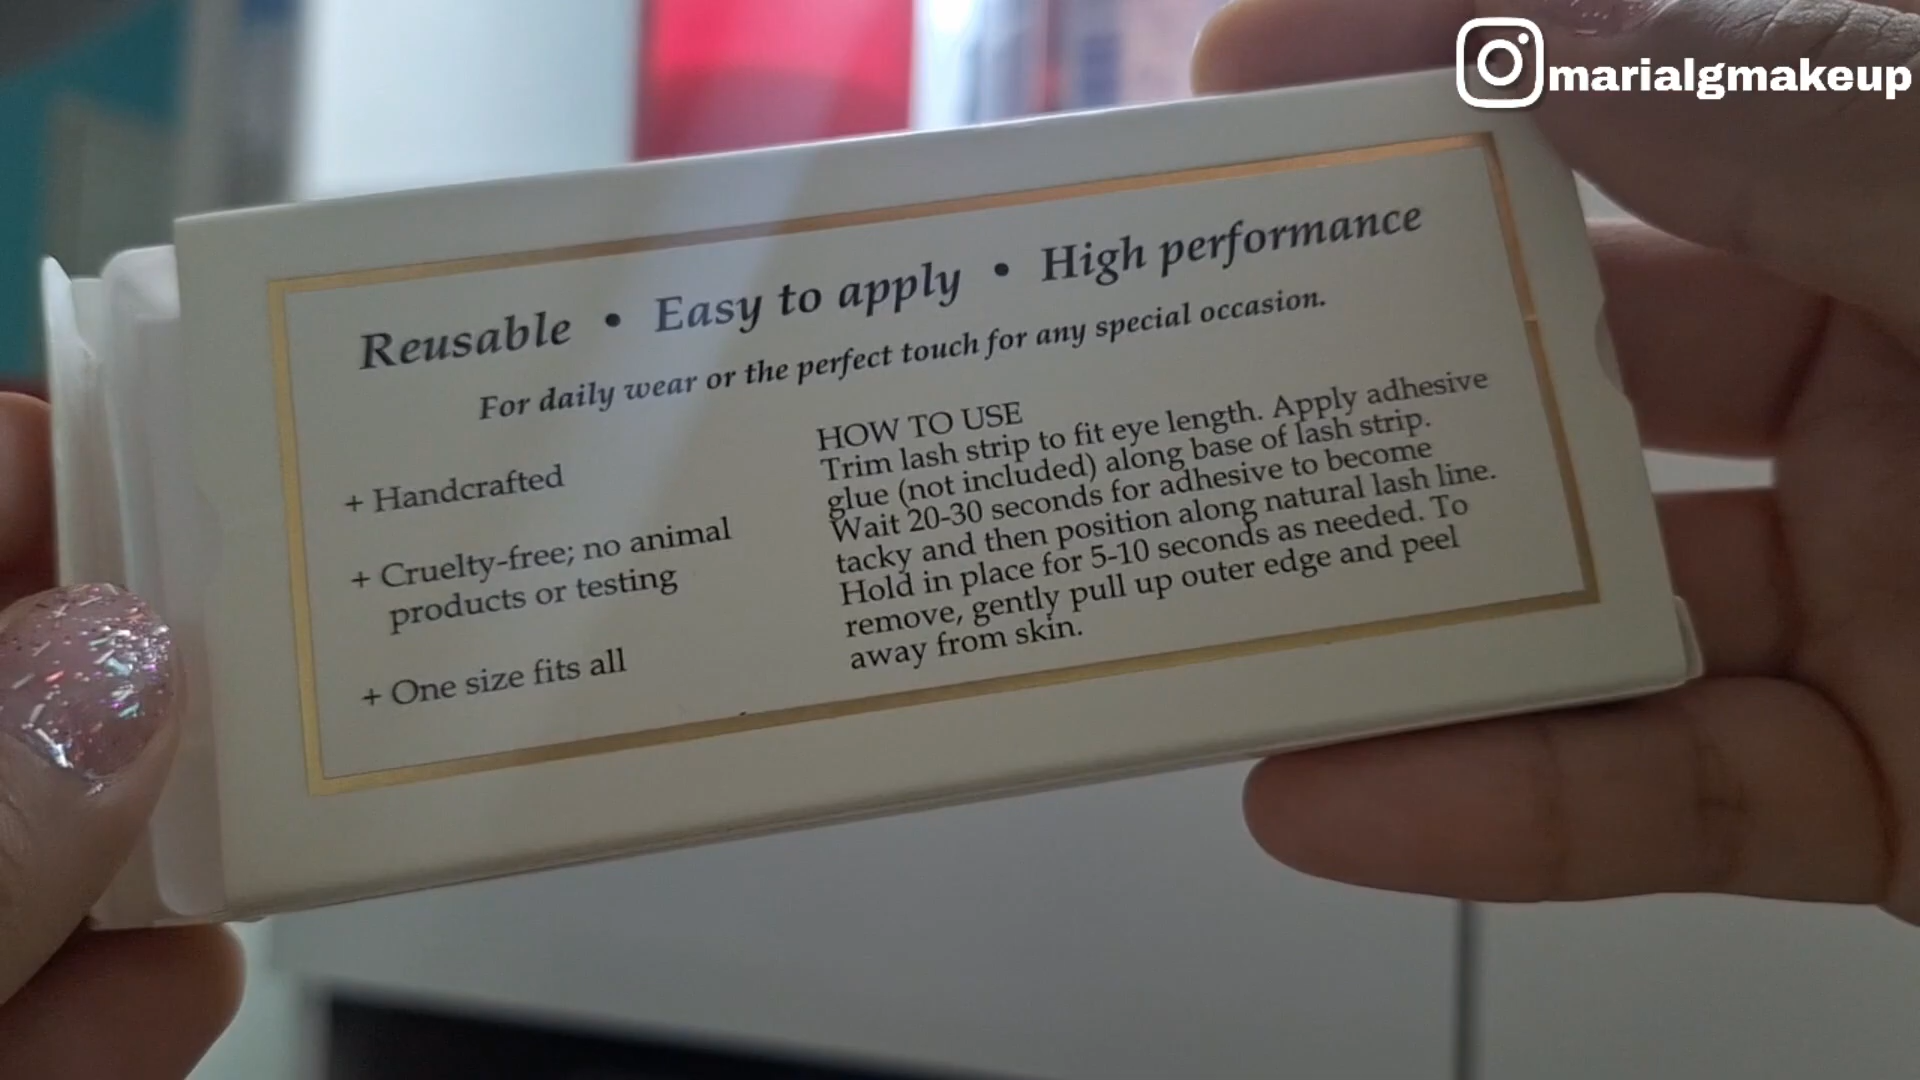 marialgmakeup
Reusable • Easy to apply • High performance
For daily wear or the perfect touch for any special occasion.
+ Handcrafted
+ Cruelty-free; no animal
products or testing
+ One size fits all
HOW TO USE
Trim lash strip to fit eye length. Apply adhesive
glue (not included) along base of lash strip.
Wait 20-30 seconds for adhesive to become
tacky and then position along natural lash line.
Hold in place for 5-10 seconds as needed. To
remove, gently pull up outer edge and peel
away from skin.